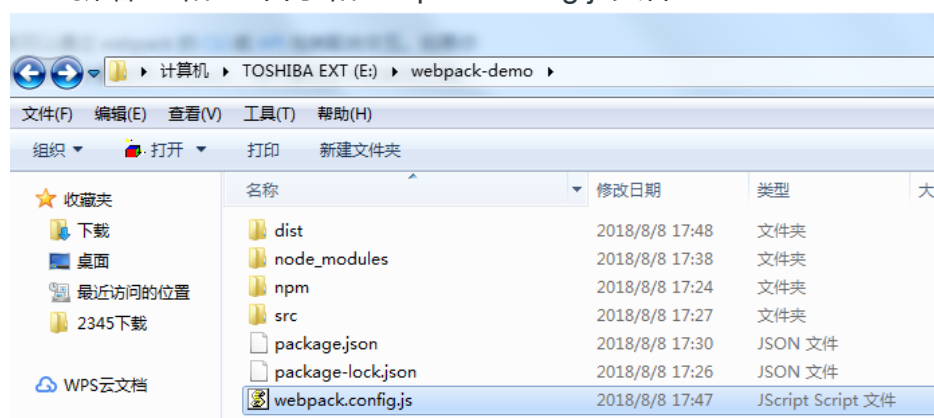 计算机 TOSHIBA EXT (E:) webpack-demo
文件(F) 编辑(E) 查看(V) 工具(T) 帮助(H)
组织 打开 打印 新建文件夹
收藏夹
下载
桌面
最近访问的位置
2345下载
WPS云文档
名称 修改日期 类型 大
dist 2018/8/8 17:48 文件夹
node_modules 2018/8/8 17:38 文件夹
npm 2018/8/8 17:24 文件夹
src 2018/8/8 17:27 文件夹
package.json 2018/8/8 17:30 JSON 文件
package-lock.json 2018/8/8 17:26 JSON 文件
webpack.config.js 2018/8/8 17:47 JScript Script 文件